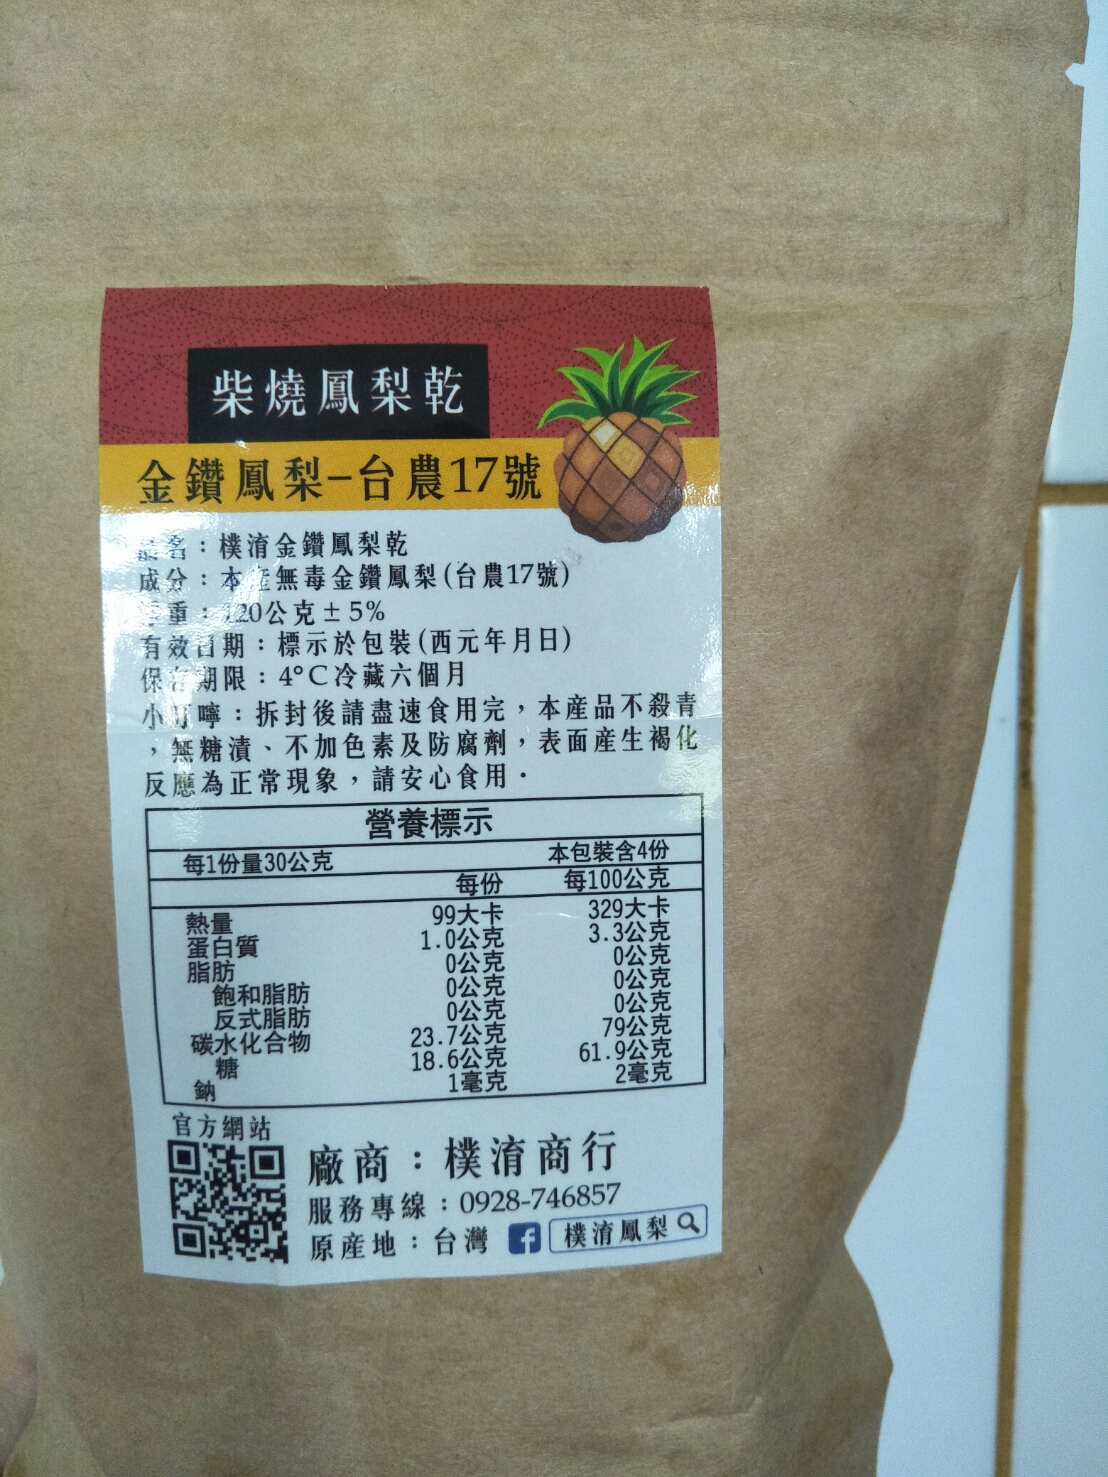 柴燒鳳梨乾
金鑽鳳梨-台農17號
品名：樸淯金鑽鳳梨乾
成分：本產無毒金鑽鳳梨(台農17號)
重：120公克±5%
有效日期：標示於包裝(西元年月日)
保存期限：4°C冷藏六個月
小叮嚀：拆封後請盡速食用完，本產品不殺青
，無糖漬、不加色素及防腐劑，表面產生褐化
反應為正常現象，請安心食用．
營養標示
每1份量30公克 本包裝含4份
每份 每100公克
熱量 99大卡 329大卡
蛋白質 1.0公克 3.3公克
脂肪 0公克 0公克
飽和脂肪 0公克 0公克
反式脂肪 0公克 0公克
碳水化合物 23.7公克 79公克
糖 18.6公克 61.9公克
鈉 1毫克 2毫克
官方網站
廠商：樸淯商行
服務專線：0928-746857
原產地：台灣 f 樸淯鳳梨